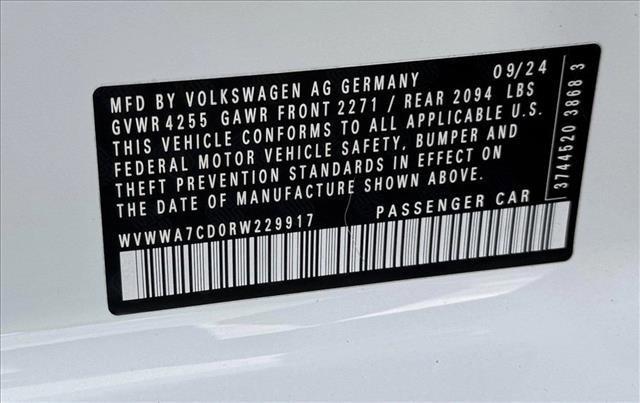 MFD BY VOLKSWAGEN AG GERMANY 09/24
GVWR 4255 GAWR FRONT 2271 / REAR 2094 LBS
THIS VEHICLE CONFORMS TO ALL APPLICABLE U.S.
FEDERAL MOTOR VEHICLE SAFETY, BUMPER AND
THEFT PREVENTION STANDARDS IN EFFECT ON
THE DATE OF MANUFACTURE SHOWN ABOVE.
WVWWA7CD0RW229917 PASSENGER CAR
3744520 3868 3